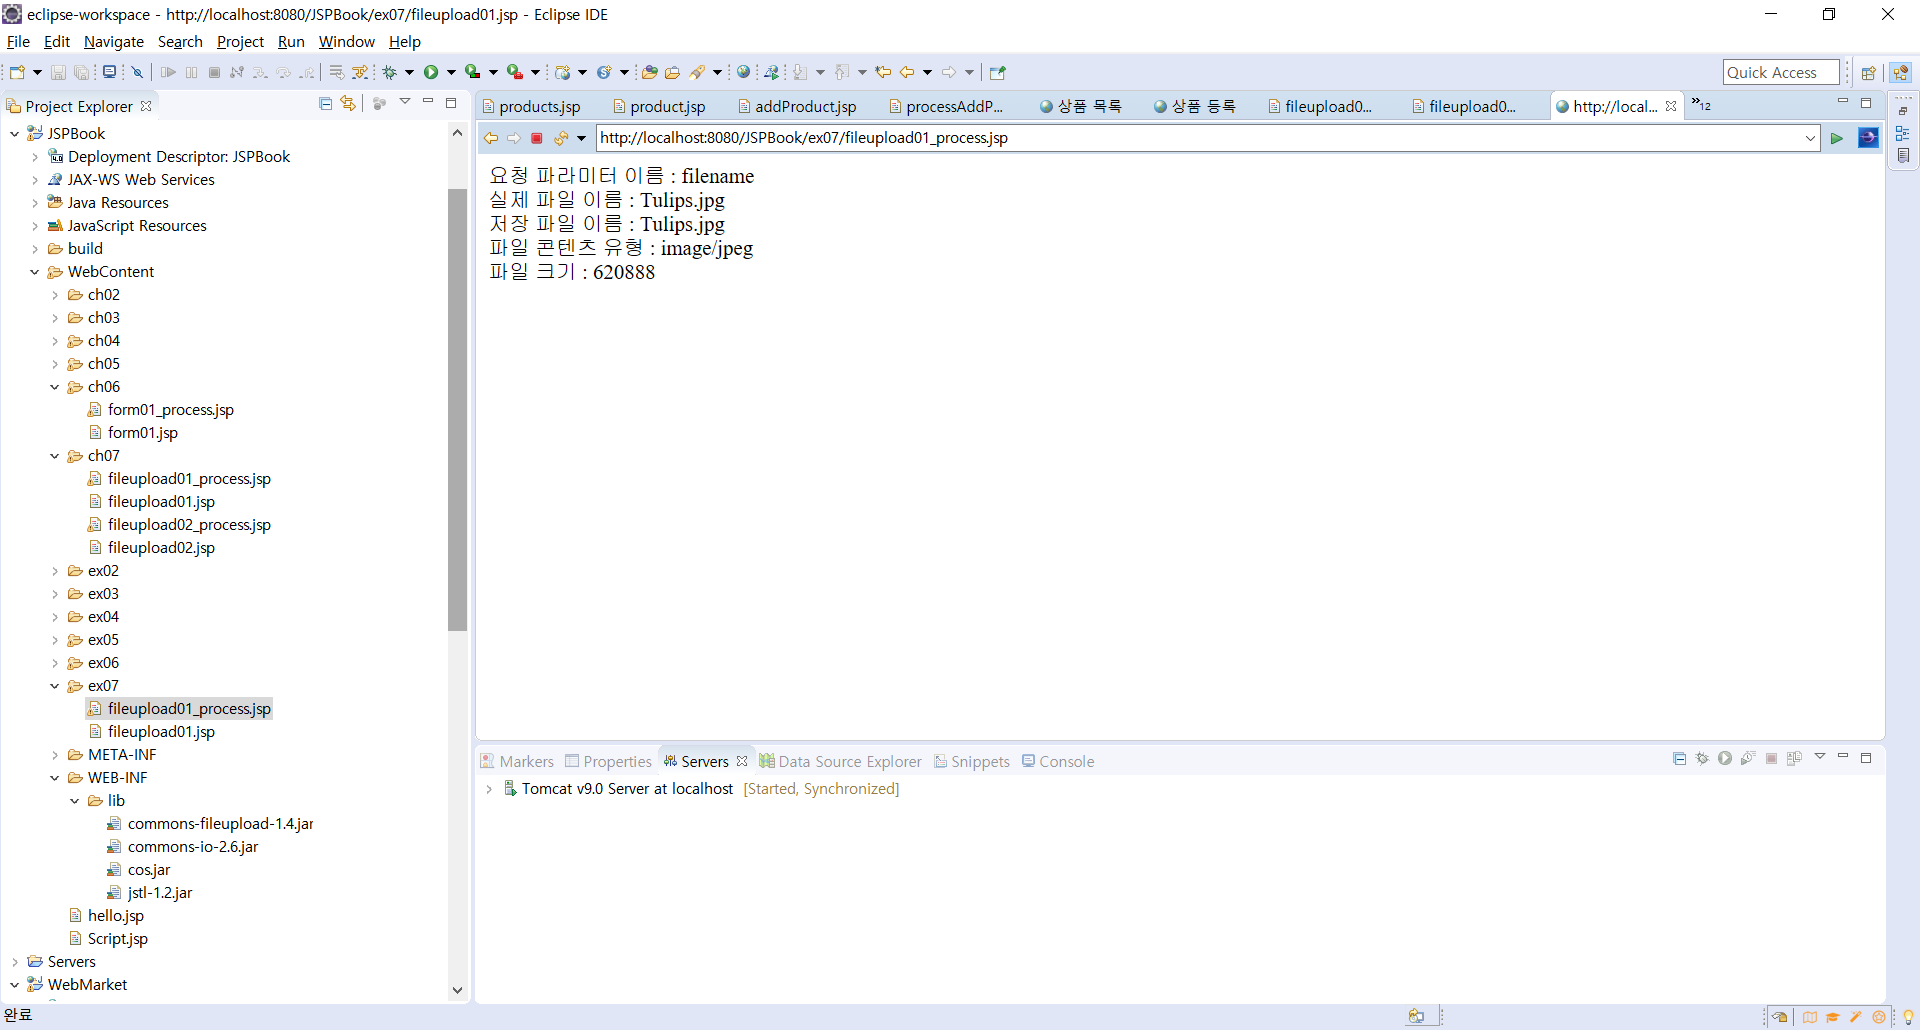 eclipse-workspace - http://localhost:8080/JSPBook/ex07/fileupload01.jsp - Eclipse IDE
File Edit Navigate Search Project Run Window Help
Quick Access
Project Explorer
products.jsp product.jsp addProduct.jsp processAddP... 상품 목록 상품 등록 fileupload0... fileupload0... http://local... »12
http://localhost:8080/JSPBook/ex07/fileupload01_process.jsp
JSPBook
Deployment Descriptor: JSPBook
JAX-WS Web Services
Java Resources
JavaScript Resources
build
WebContent
ch02
ch03
ch04
ch05
ch06
form01_process.jsp
form01.jsp
ch07
fileupload01_process.jsp
fileupload01.jsp
fileupload02_process.jsp
fileupload02.jsp
ex02
ex03
ex04
ex05
ex06
ex07
fileupload01_process.jsp
fileupload01.jsp
META-INF
WEB-INF
lib
commons-fileupload-1.4.jar
commons-io-2.6.jar
cos.jar
jstl-1.2.jar
hello.jsp
Script.jsp
Servers
WebMarket
요청 파라미터 이름 : filename
실제 파일 이름 : Tulips.jpg
저장 파일 이름 : Tulips.jpg
파일 콘텐츠 유형 : image/jpeg
파일 크기 : 620888
Markers Properties Servers Data Source Explorer Snippets Console
Tomcat v9.0 Server at localhost [Started, Synchronized]
완료